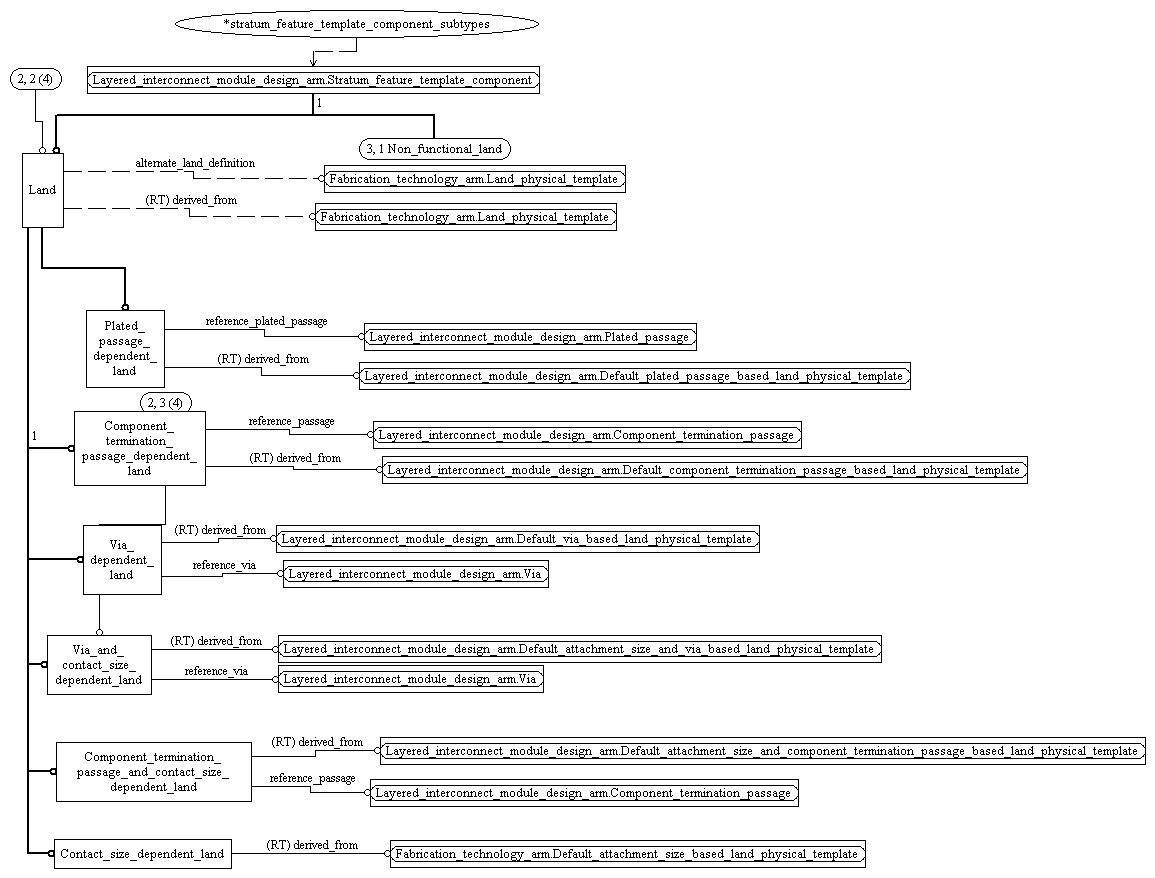 *stratum_feature_template_component_subtypes
2, 2 (4)
Layered_interconnect_module_design_arm.Stratum_feature_template_component
1
3, 1 Non_functional_land
Land
alternate_land_definition
Fabrication_technology_arm.Land_physical_template
(RT) derived_from
Fabrication_technology_arm.Land_physical_template
Plated_
passage_
dependent_
land
reference_plated_passage
Layered_interconnect_module_design_arm.Plated_passage
(RT) derived_from
Layered_interconnect_module_design_arm.Default_plated_passage_based_land_physical_template
2, 3 (4)
1
Component_
termination_
passage_dependent_
land
reference_passage
Layered_interconnect_module_design_arm.Component_termination_passage
(RT) derived_from
Layered_interconnect_module_design_arm.Default_component_termination_passage_based_land_physical_template
Via_
dependent_
land
(RT) derived_from
Layered_interconnect_module_design_arm.Default_via_based_land_physical_template
reference_via
Layered_interconnect_module_design_arm.Via
Via_and_
contact_size_
dependent_land
(RT) derived_from
Layered_interconnect_module_design_arm.Default_attachment_size_and_via_based_land_physical_template
reference_via
Layered_interconnect_module_design_arm.Via
Component_termination_
passage_and_contact_size_
dependent_land
(RT) derived_from
Layered_interconnect_module_design_arm.Default_attachment_size_and_component_termination_passage_based_land_physical_template
reference_passage
Layered_interconnect_module_design_arm.Component_termination_passage
Contact_size_dependent_land
(RT) derived_from
Fabrication_technology_arm.Default_attachment_size_based_land_physical_template